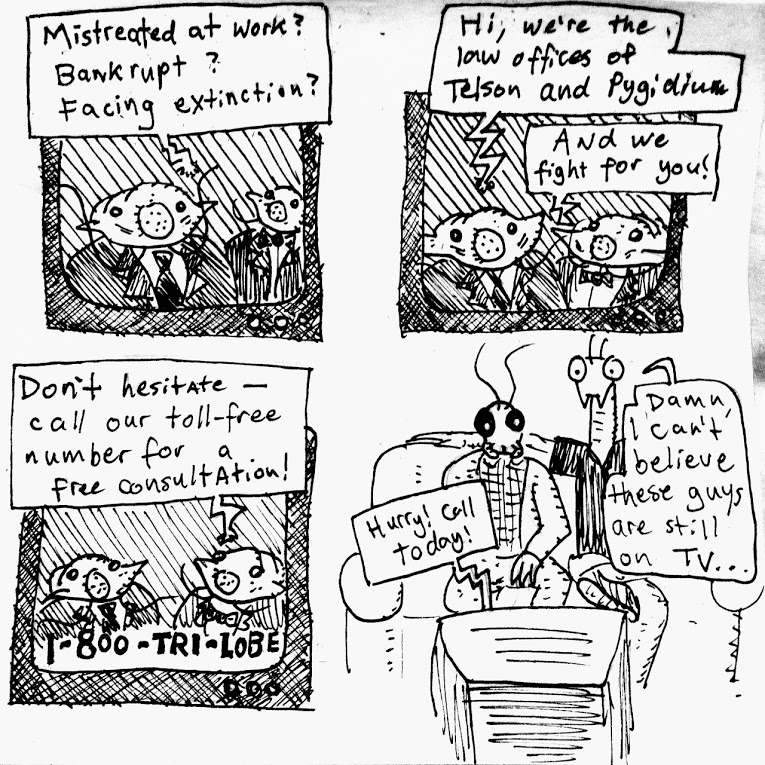 Mistreated at work?
Bankrupt?
Facing extinction?
Hi, we're the
law offices of
Telson and Pygidium
And we
fight for you!
Don't hesitate —
call our toll-free
number for a
free consultation!
1-800-TRI-LOBE
Hurry! Call
today!
Damn,
I can't
believe
these guys
are still
on TV...